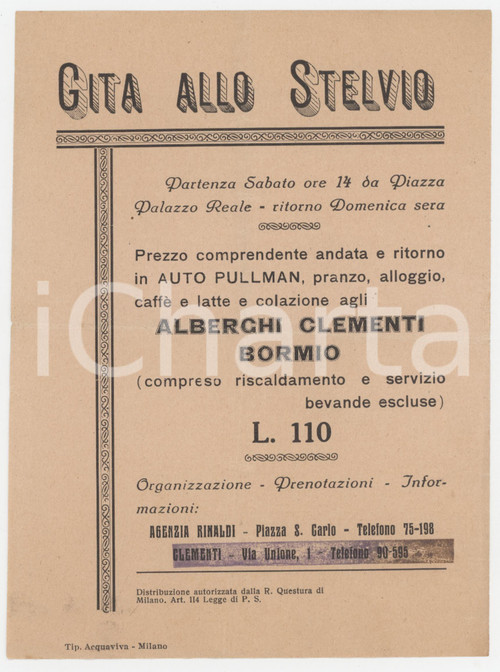 GITA ALLO STELVIO
Partenza Sabato ore 14 da Piazza
Palazzo Reale - ritorno Domenica sera
Prezzo comprendente andata e ritorno
in AUTO PULLMAN, pranzo, alloggio,
caffè e latte e colazione agli
ALBERGHI CLEMENTI
BORMIO
(compreso riscaldamento e servizio
bevande escluse)
L. 110
Organizzazione - Prenotazioni - Infor-
mazioni:
AGENZIA RINALDI - Piazza S. Carlo - Telefono 75-198
CLEMENTI - Via Unione, 1 - Telefono 90-595
Distribuzione autorizzata dalla R. Questura di
Milano. Art. 114 Legge di P. S.
Tip. Acquaviva - Milano
iCharta